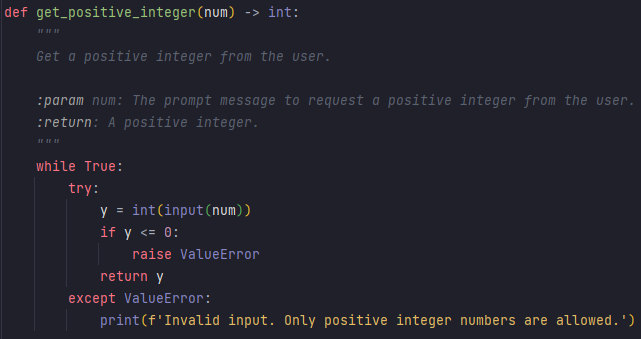 def get_positive_integer(num) -> int:
    """
    Get a positive integer from the user.

    :param num: The prompt message to request a positive integer from the user.
    :return: A positive integer.
    """
    while True:
        try:
            y = int(input(num))
            if y <= 0:
                raise ValueError
            return y
        except ValueError:
            print(f'Invalid input. Only positive integer numbers are allowed.')